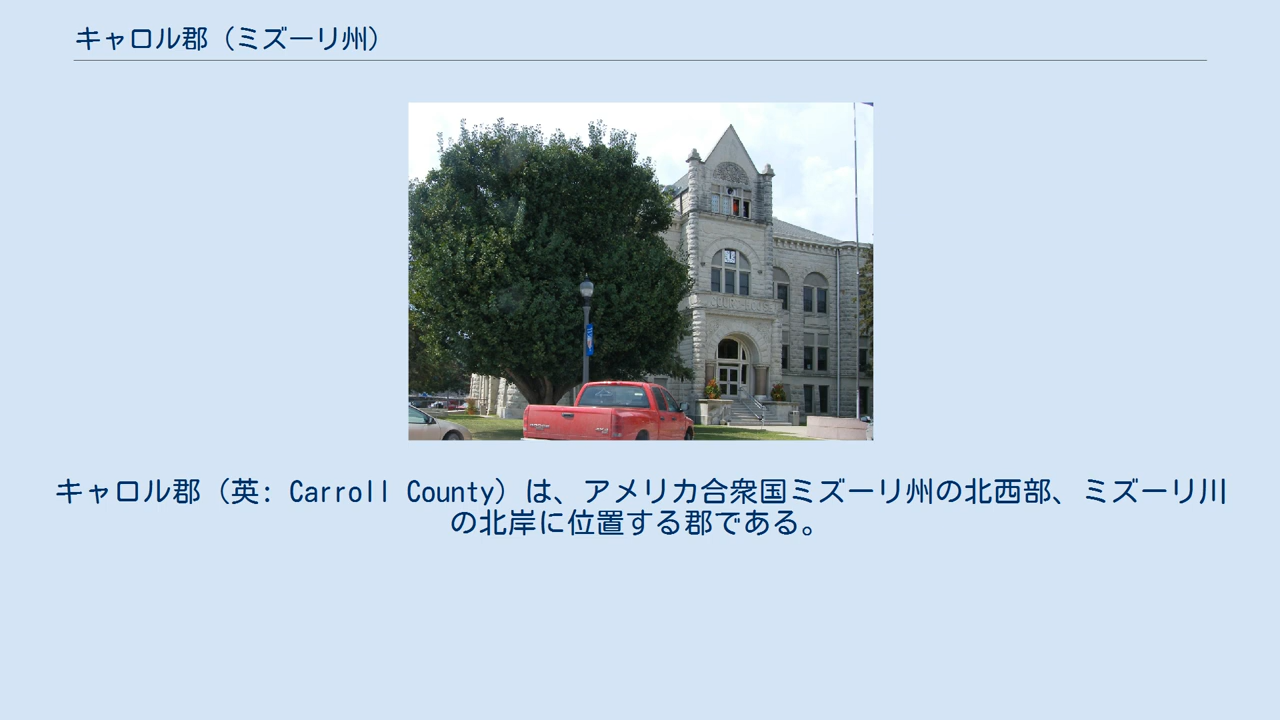 キャロル郡（ミズーリ州）
キャロル郡（英: Carroll County）は、アメリカ合衆国ミズーリ州の北西部、ミズーリ川
の北岸に位置する郡である。